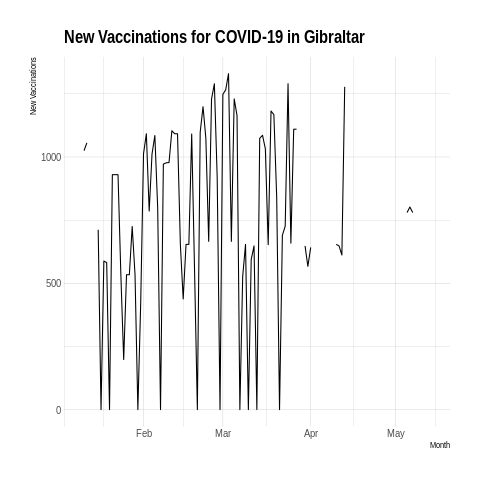 New Vaccinations for COVID-19 in Gibraltar
New Vaccinations
1000
500
0
Feb Mar Apr May
Month